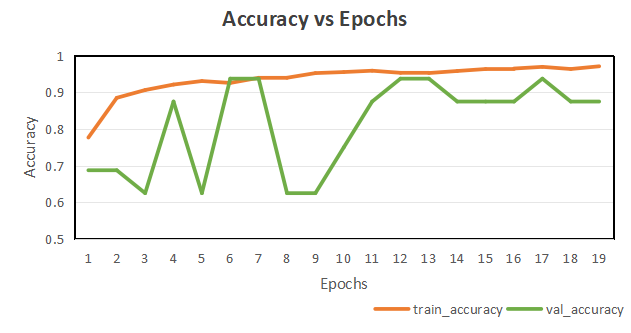 Accuracy vs Epochs
1
0.9
0.8
0.7
0.6
0.5
Accuracy
1 2 3 4 5 6 7 8 9 10 11 12 13 14 15 16 17 18 19
Epochs
train_accuracy val_accuracy